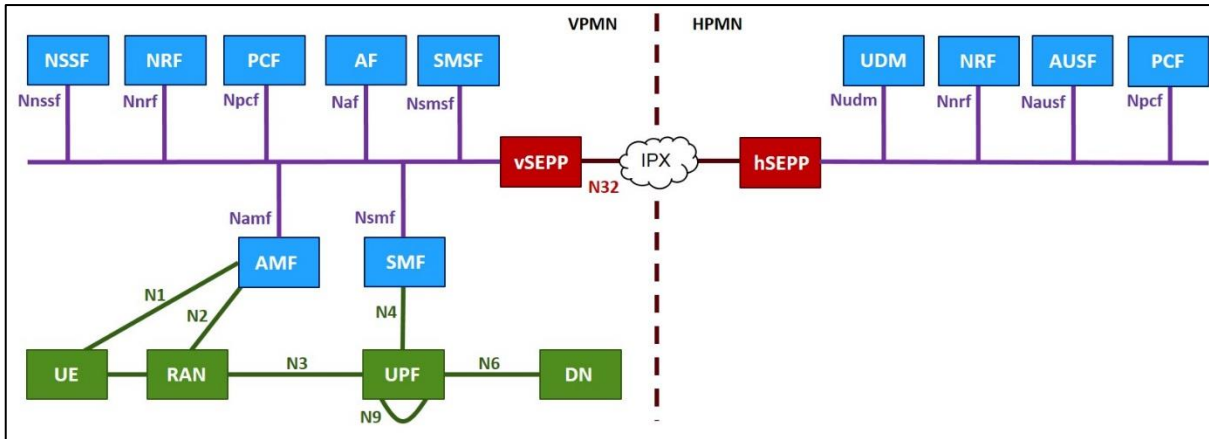 VPMN HPMN
NSSF NRF PCF AF SMSF UDM NRF AUSF PCF
Nnssf Nnrf Npcf Naf Nsmsf Nudm Nnrf Nausf Npcf
vSEPP IPX hSEPP
N32
Namf Nsmf
AMF SMF
N1
N2 N4
UE RAN N3 UPF N6 DN
N9